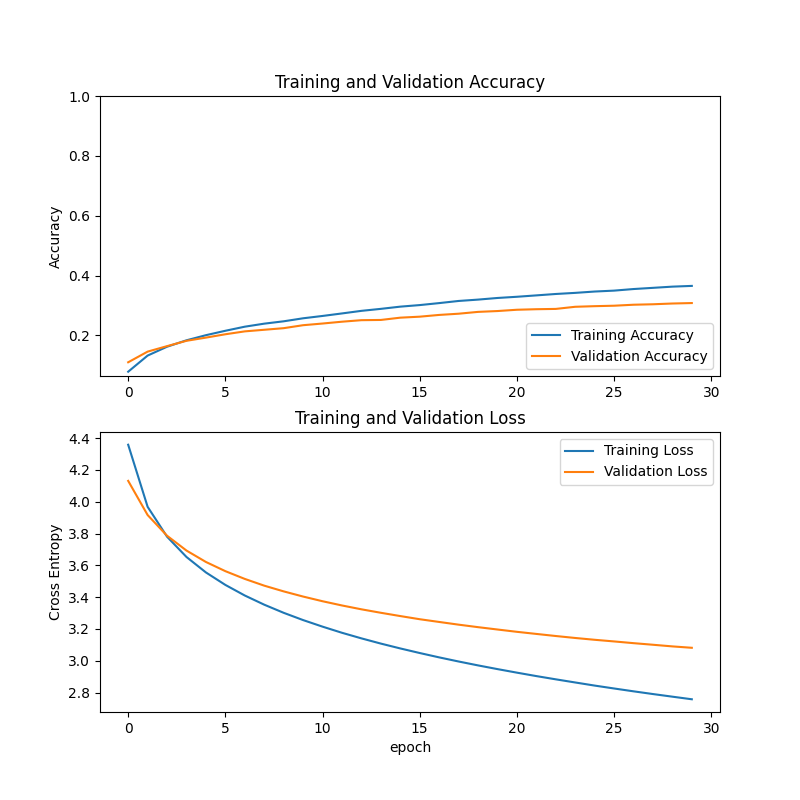 Training and Validation Accuracy
1.0
0.8
0.6
0.4
0.2
Accuracy
Training Accuracy
Validation Accuracy
0 5 10 15 20 25 30
Training and Validation Loss
4.4
4.2
4.0
3.8
3.6
3.4
3.2
3.0
2.8
Cross Entropy
Training Loss
Validation Loss
0 5 10 15 20 25 30
epoch